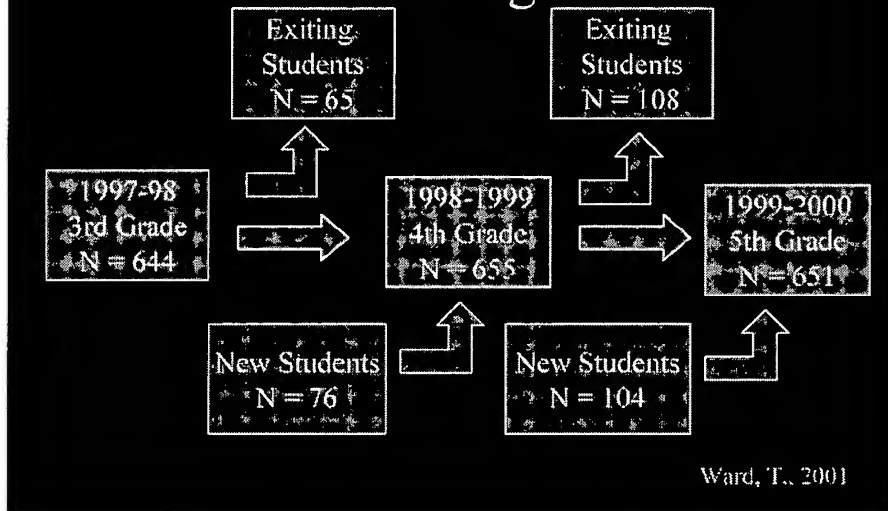 Exiting
Students
N = 65
Exiting
Students
N = 108
1997-98
3rd Grade
N = 644
1998-1999
4th Grade
N = 655
1999-2000
5th Grade
N = 651
New Students
N = 76
New Students
N = 104
Ward, T., 2001